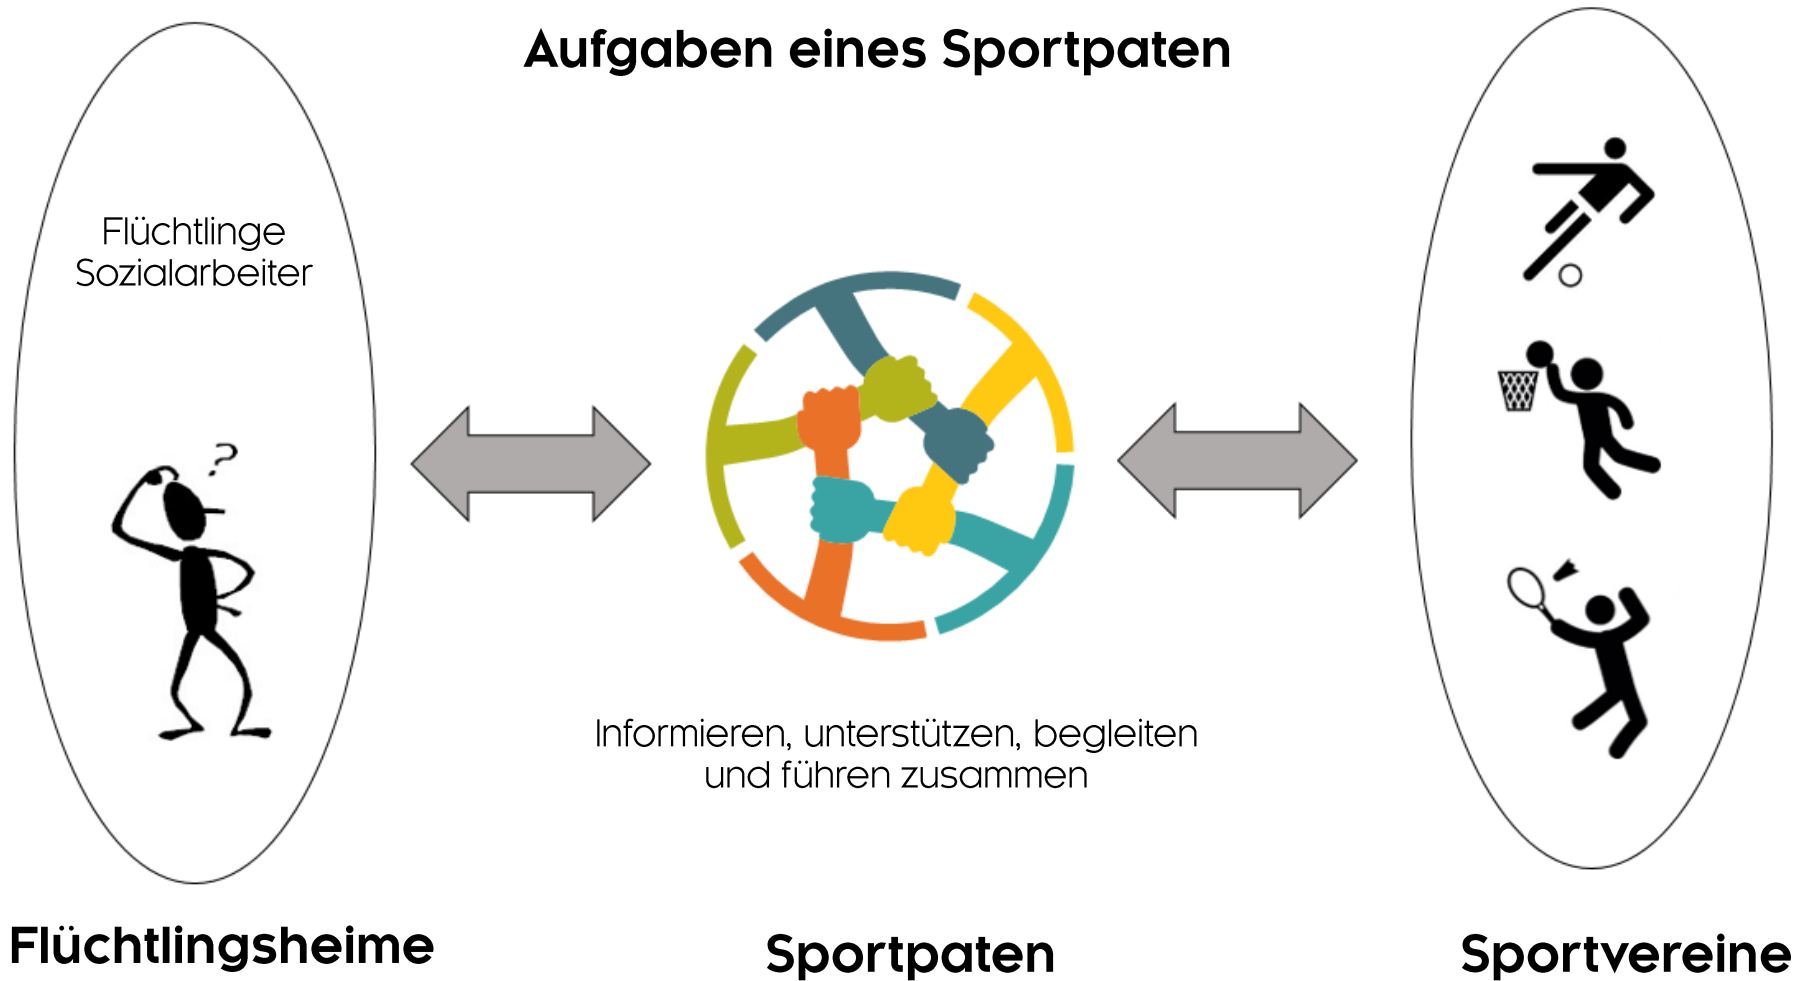 Aufgaben eines Sportpaten
Flüchtlinge
Sozialarbeiter
?
Informieren, unterstützen, begleiten
und führen zusammen
Flüchtlingsheime
Sportpaten
Sportvereine